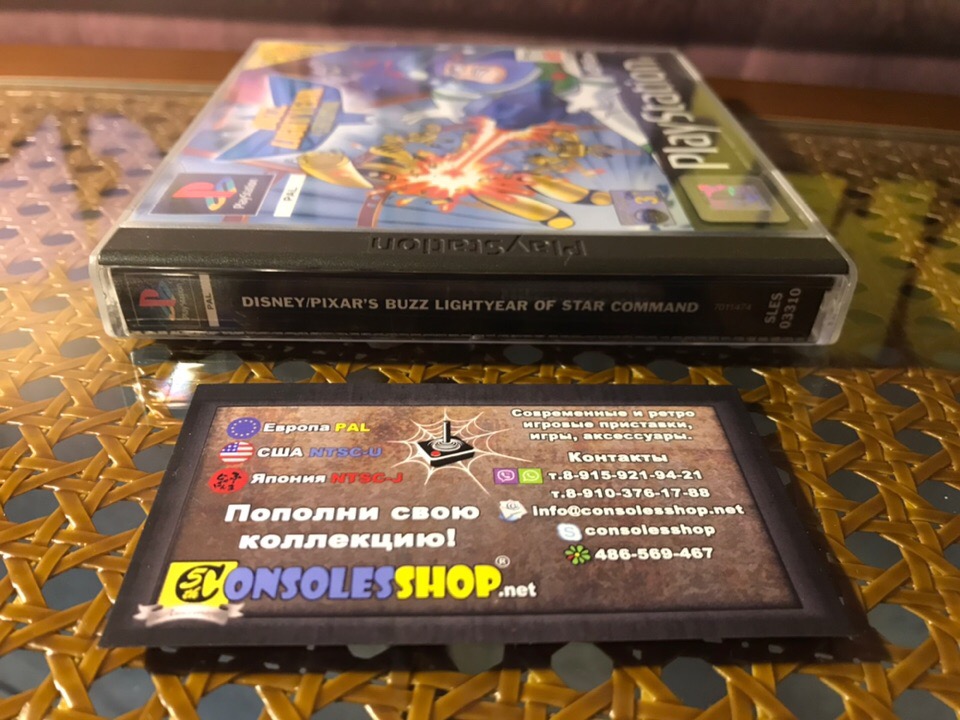 PlayStation
PlayStation
PAL
3
PlayStation
PAL
DISNEY/PIXAR'S BUZZ LIGHTYEAR OF STAR COMMAND
7011474
SLES
03310
Европа PAL
США NTSC-U
Япония NTSC-J
Пополни свою
коллекцию!
CONSOLESSHOP.net
®
Современные и ретро
игровые приставки,
игры, аксессуары.
Контакты
т.8-915-921-94-21
т.8-910-376-17-88
info@consolesshop.net
consolesshop
486-569-467